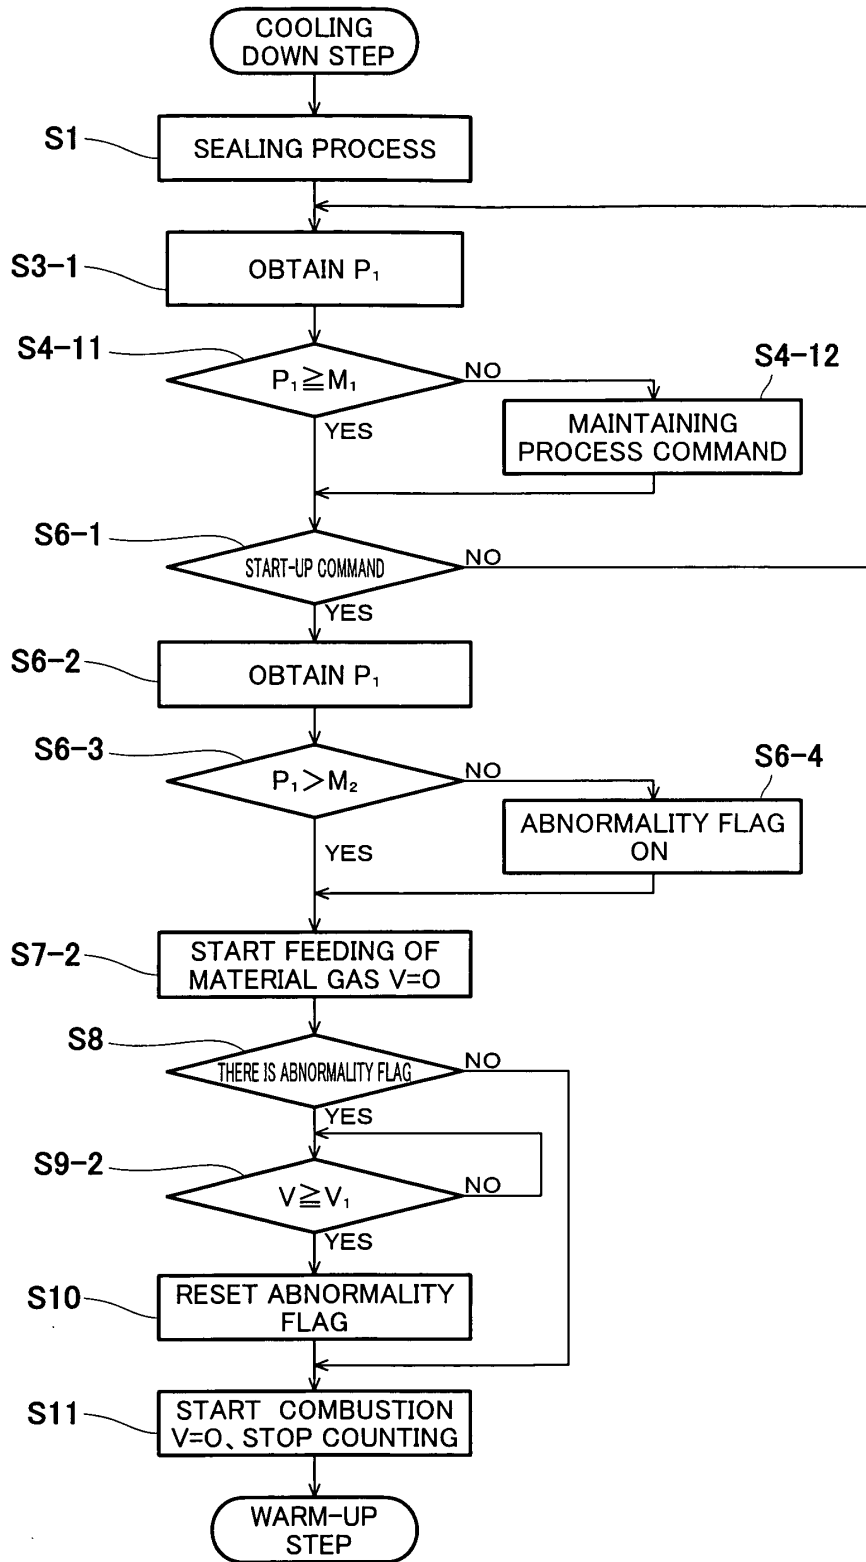 COOLING
DOWN STEP
S1
SEALING PROCESS
S3-1
OBTAIN P₁
S4-11
P₁≧M₁
NO
S4-12
YES
MAINTAINING
PROCESS COMMAND
S6-1
START-UP COMMAND
NO
YES
S6-2
OBTAIN P₁
S6-3
P₁>M₂
NO
S6-4
YES
ABNORMALITY FLAG
ON
S7-2
START FEEDING OF
MATERIAL GAS V=0
S8
THERE IS ABNORMALITY FLAG
NO
YES
S9-2
V≧V₁
NO
YES
S10
RESET ABNORMALITY
FLAG
S11
START COMBUSTION
V=0、STOP COUNTING
WARM-UP
STEP